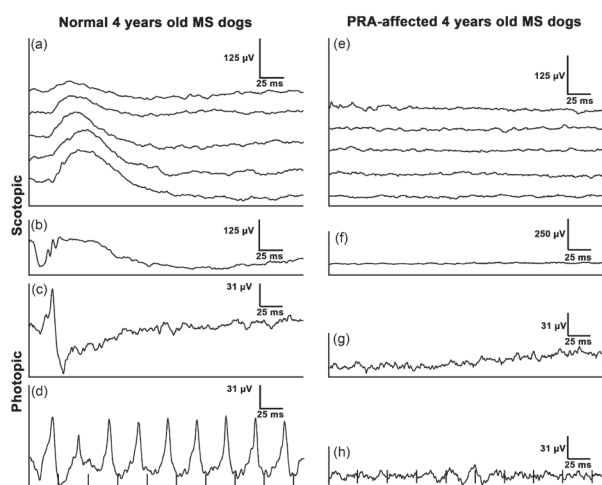 Normal 4 years old MS dogs
PRA-affected 4 years old MS dogs
Scotopic
Photopic
(a)
125 µV
25 ms
(b)
125 µV
25 ms
(c)
31 µV
25 ms
(d)
31 µV
25 ms
(e)
125 µV
25 ms
(f)
250 µV
25 ms
(g)
31 µV
25 ms
(h)
31 µV
25 ms